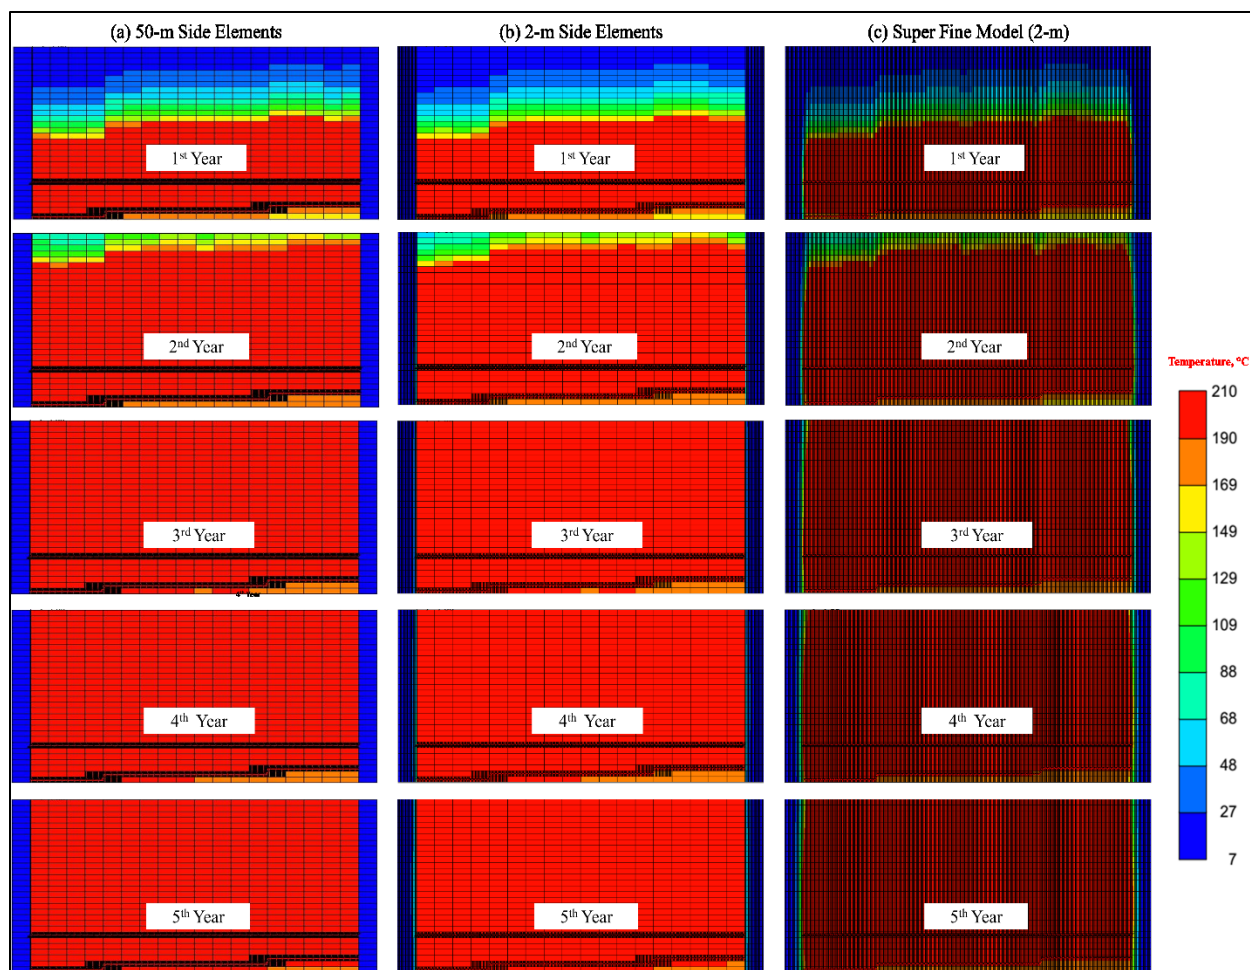 (a) 50-m Side Elements
(b) 2-m Side Elements
(c) Super Fine Model (2-m)
1st Year
1st Year
1st Year
2nd Year
2nd Year
2nd Year
Temperature, °C
210
190
169
149
129
109
88
68
48
27
7
3rd Year
3rd Year
3rd Year
4th Year
4th Year
4th Year
4th Year
5th Year
5th Year
5th Year